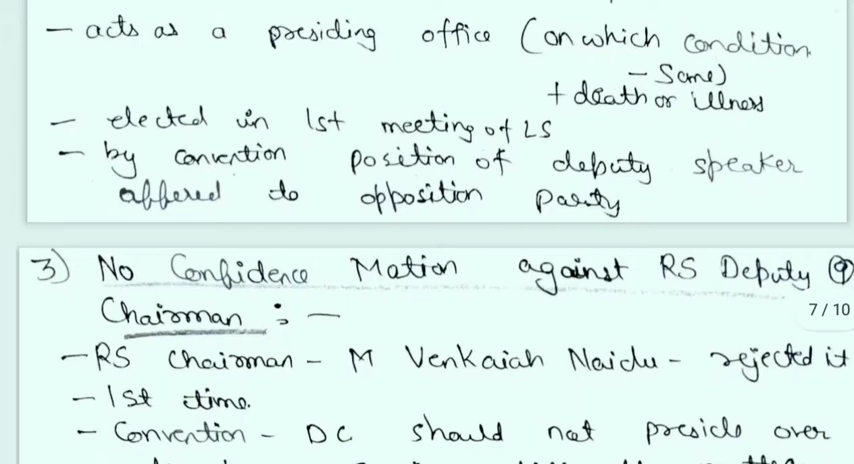 - acts as a presiding office (on which condition
- Same)
+ death or illness
- elected in 1st meeting of LS
- by convention position of deputy speaker
offered to opposition party
3) No Confidence Motion against RS Deputy 9
Chairman : -
7 / 10
- RS Chairman - M Venkaiah Naidu - rejected it
- 1st time.
- Convention - DC should not preside over